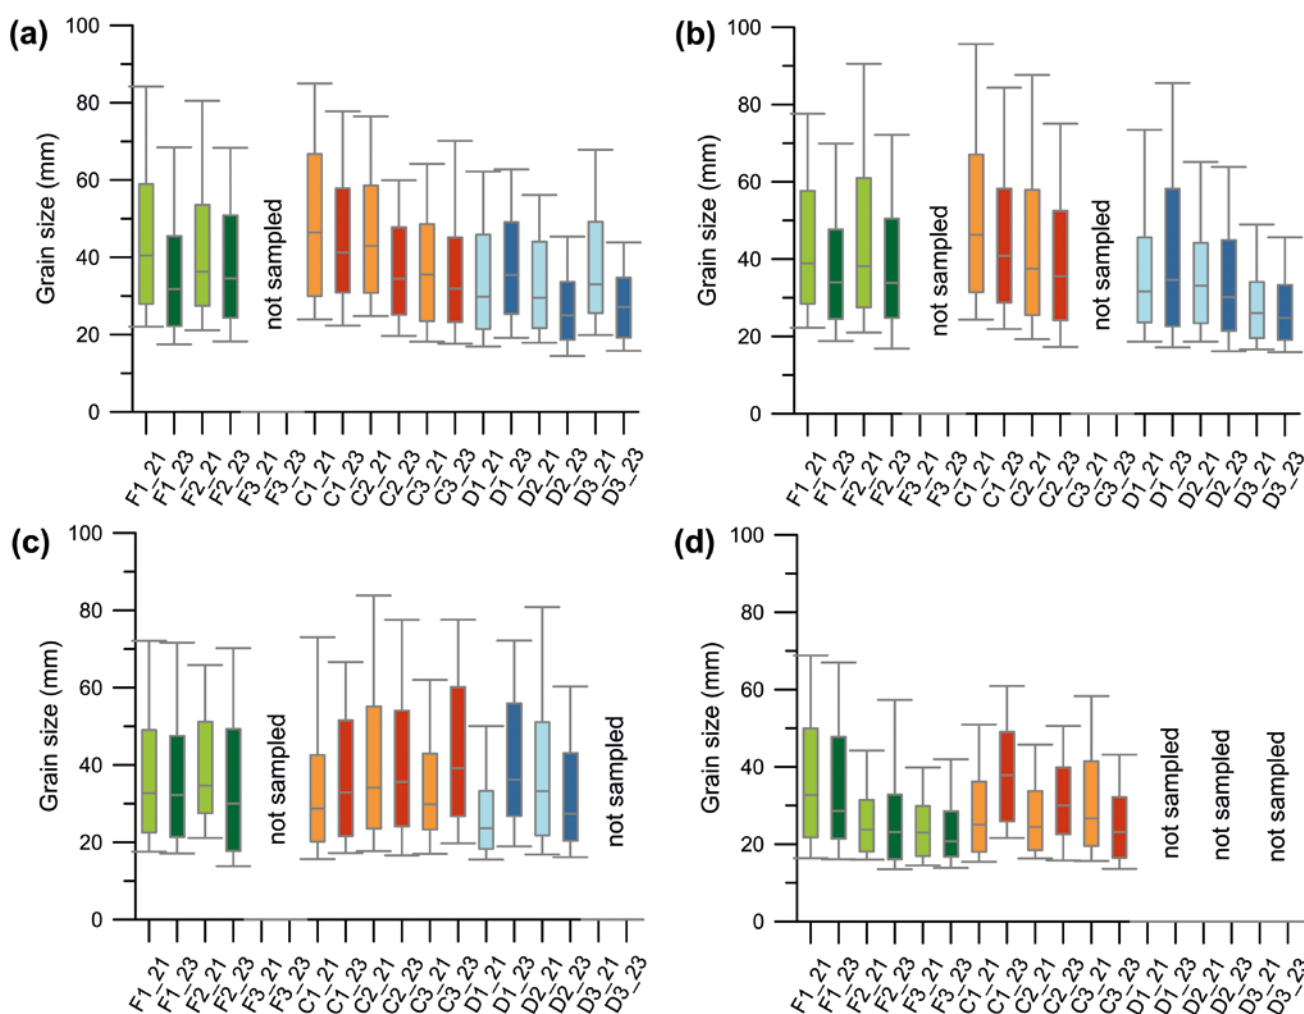 (a)
Grain size (mm)
100
80
60
40
20
0
not sampled
F1_21
F1_23
F2_21
F2_23
F3_21
F3_23
C1_21
C1_23
C2_21
C2_23
C3_21
C3_23
D1_21
D1_23
D2_21
D2_23
D3_21
D3_23
(b)
Grain size (mm)
100
80
60
40
20
0
not sampled
not sampled
F1_21
F1_23
F2_21
F2_23
F3_21
F3_23
C1_21
C1_23
C2_21
C2_23
C3_21
C3_23
D1_21
D1_23
D2_21
D2_23
D3_21
D3_23
(c)
Grain size (mm)
100
80
60
40
20
0
not sampled
not sampled
F1_21
F1_23
F2_21
F2_23
F3_21
F3_23
C1_21
C1_23
C2_21
C2_23
C3_21
C3_23
D1_21
D1_23
D2_21
D2_23
D3_21
D3_23
(d)
Grain size (mm)
100
80
60
40
20
0
not sampled
not sampled
not sampled
F1_21
F1_23
F2_21
F2_23
F3_21
F3_23
C1_21
C1_23
C2_21
C2_23
C3_21
C3_23
D1_21
D1_23
D2_21
D2_23
D3_21
D3_23